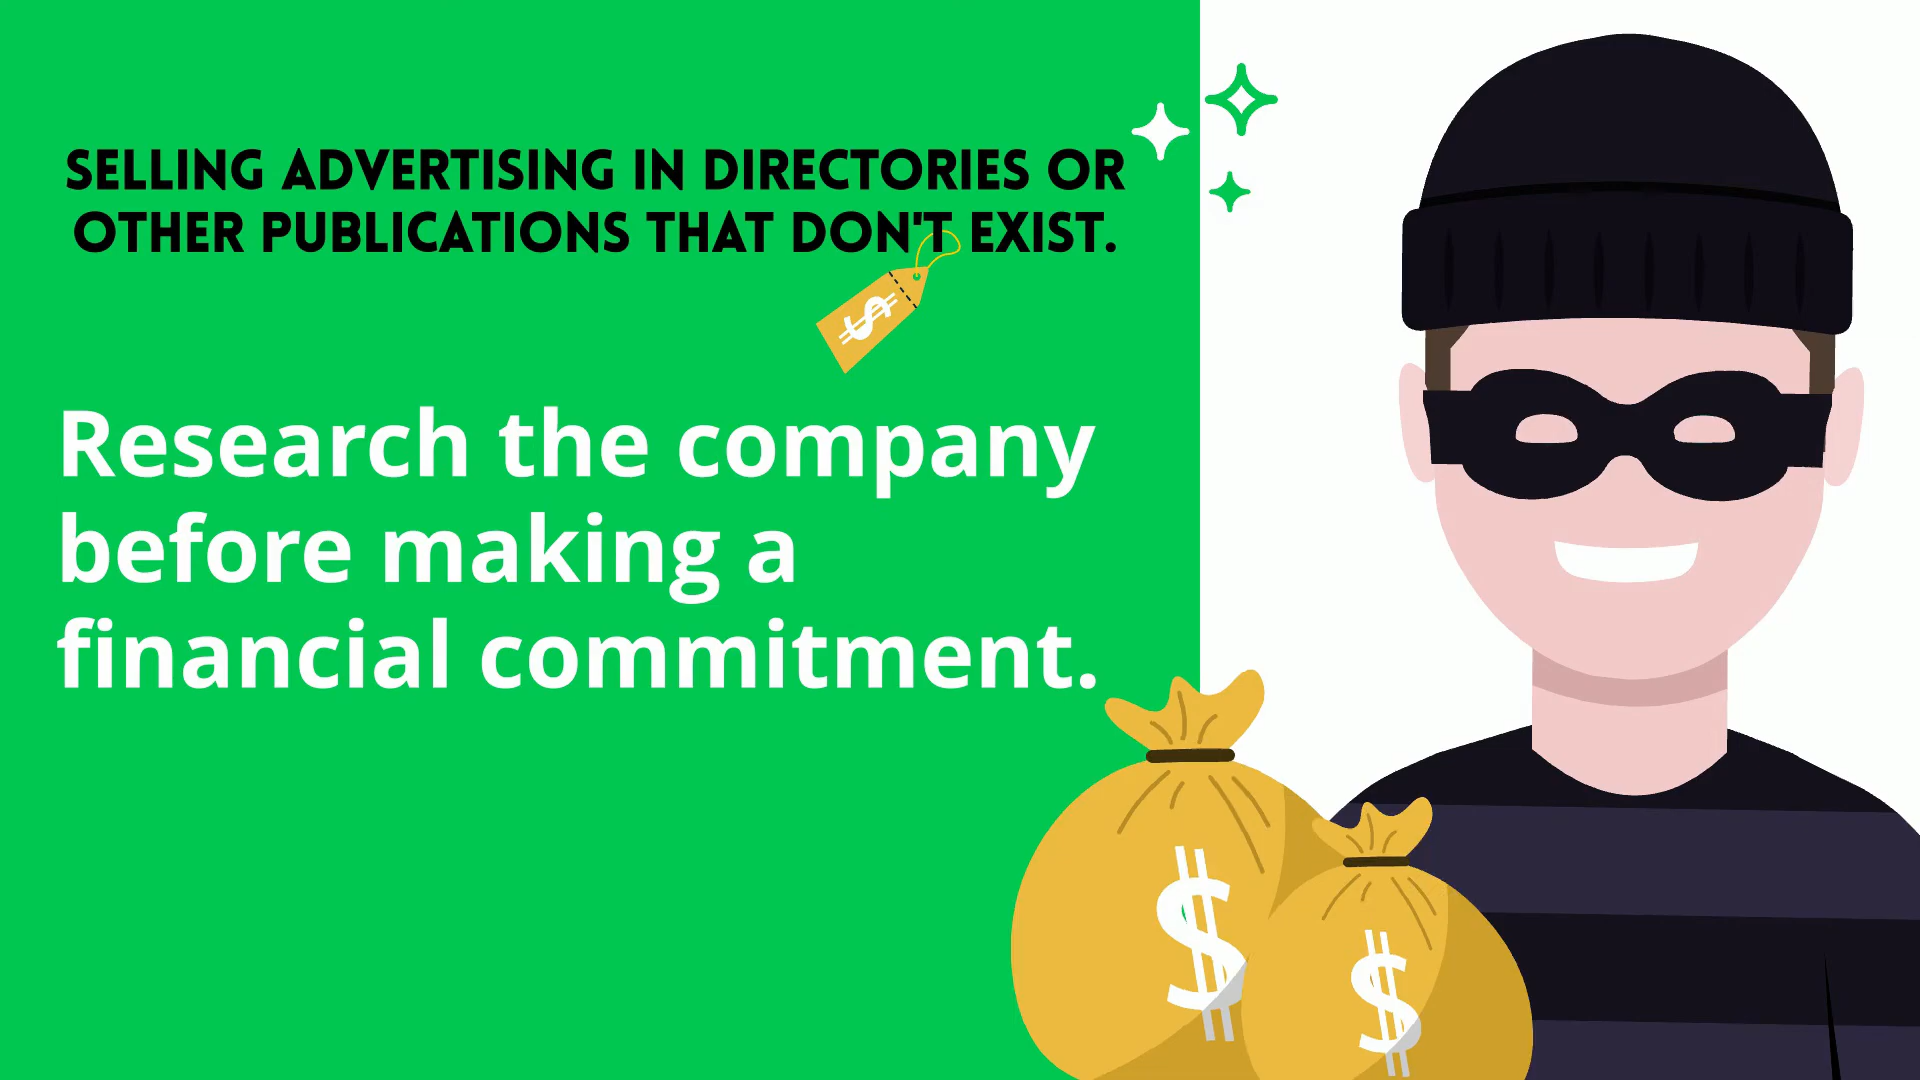 SELLING ADVERTISING IN DIRECTORIES OR
OTHER PUBLICATIONS THAT DON'T EXIST.
$
Research the company
before making a
financial commitment.
$
$